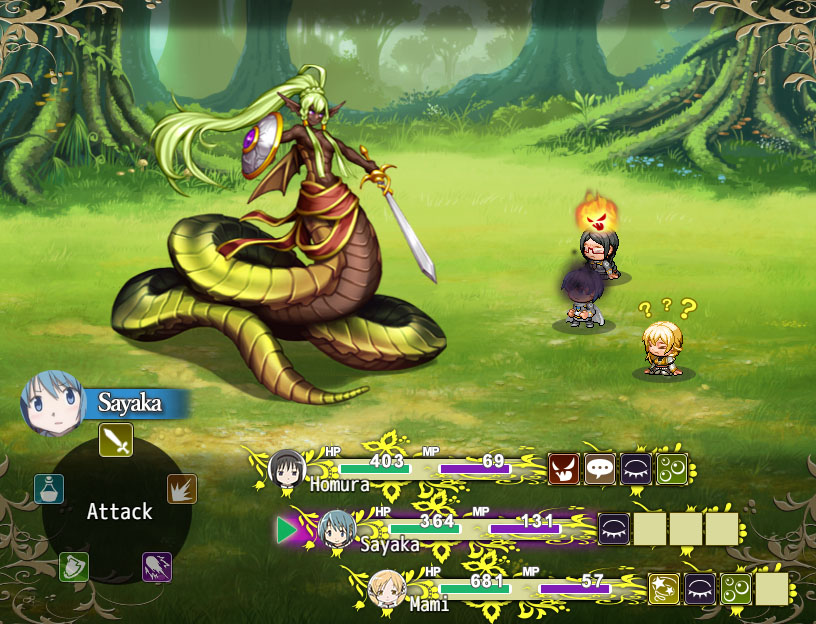 ? ? ?
Sayaka
Attack
HP 403 MP 69
Homura
HP 364 MP 131
Sayaka
HP 681 MP 57
Mami